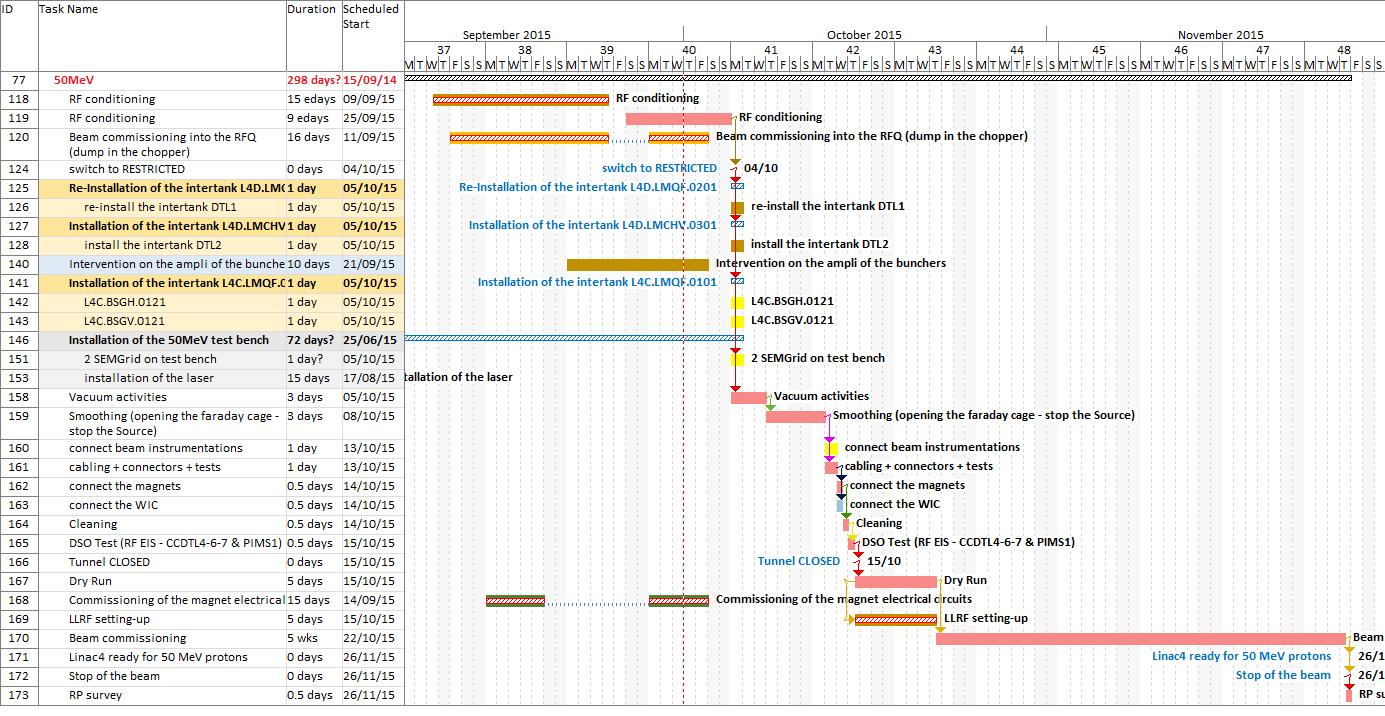 ID Task Name Duration Scheduled Start
September 2015 October 2015 November 2015
37 38 39 40 41 42 43 44 45 46 47 48
M T W T F S S M T W T F S S M T W T F S S M T W T F S S M T W T F S S M T W T F S S M T W T F S S M T W T F S S M T W T F S S M T W T F S S M T W T F S S M T W T F S S
77 50MeV 298 days? 15/09/14
118 RF conditioning 15 edays 09/09/15 RF conditioning
119 RF conditioning 9 edays 25/09/15 RF conditioning
120 Beam commissioning into the RFQ (dump in the chopper) 16 days 11/09/15 Beam commissioning into the RFQ (dump in the chopper)
124 switch to RESTRICTED 0 days 04/10/15 switch to RESTRICTED 04/10
125 Re-Installation of the intertank L4D.LMC 1 day 05/10/15 Re-Installation of the intertank L4D.LMQF.0201
126 re-install the intertank DTL1 1 day 05/10/15 re-install the intertank DTL1
127 Installation of the intertank L4D.LMCHV 1 day 05/10/15 Installation of the intertank L4D.LMCHV.0301
128 install the intertank DTL2 1 day 05/10/15 install the intertank DTL2
140 Intervention on the ampli of the bunche 10 days 21/09/15 Intervention on the ampli of the bunchers
141 Installation of the intertank L4C.LMQF.0 1 day 05/10/15 Installation of the intertank L4C.LMQF.0101
142 L4C.BSGH.0121 1 day 05/10/15 L4C.BSGH.0121
143 L4C.BSGV.0121 1 day 05/10/15 L4C.BSGV.0121
146 Installation of the 50MeV test bench 72 days? 25/06/15
151 2 SEMGrid on test bench 1 day? 05/10/15 2 SEMGrid on test bench
153 installation of the laser 15 days 17/08/15 tallation of the laser
158 Vacuum activities 3 days 05/10/15 Vacuum activities
159 Smoothing (opening the faraday cage - stop the Source) 3 days 08/10/15 Smoothing (opening the faraday cage - stop the Source)
160 connect beam instrumentations 1 day 13/10/15 connect beam instrumentations
161 cabling + connectors + tests 1 day 13/10/15 cabling + connectors + tests
162 connect the magnets 0.5 days 14/10/15 connect the magnets
163 connect the WIC 0.5 days 14/10/15 connect the WIC
164 Cleaning 0.5 days 14/10/15 Cleaning
165 DSO Test (RF EIS - CCDTL4-6-7 & PIMS1) 0.5 days 15/10/15 DSO Test (RF EIS - CCDTL4-6-7 & PIMS1)
166 Tunnel CLOSED 0 days 15/10/15 Tunnel CLOSED 15/10
167 Dry Run 5 days 15/10/15 Dry Run
168 Commissioning of the magnet electrical 15 days 14/09/15 Commissioning of the magnet electrical circuits
169 LLRF setting-up 5 days 15/10/15 LLRF setting-up
170 Beam commissioning 5 wks 22/10/15 Beam
171 Linac4 ready for 50 MeV protons 0 days 26/11/15 Linac4 ready for 50 MeV protons 26/1
172 Stop of the beam 0 days 26/11/15 Stop of the beam 26/1
173 RP survey 0.5 days 26/11/15 RP su